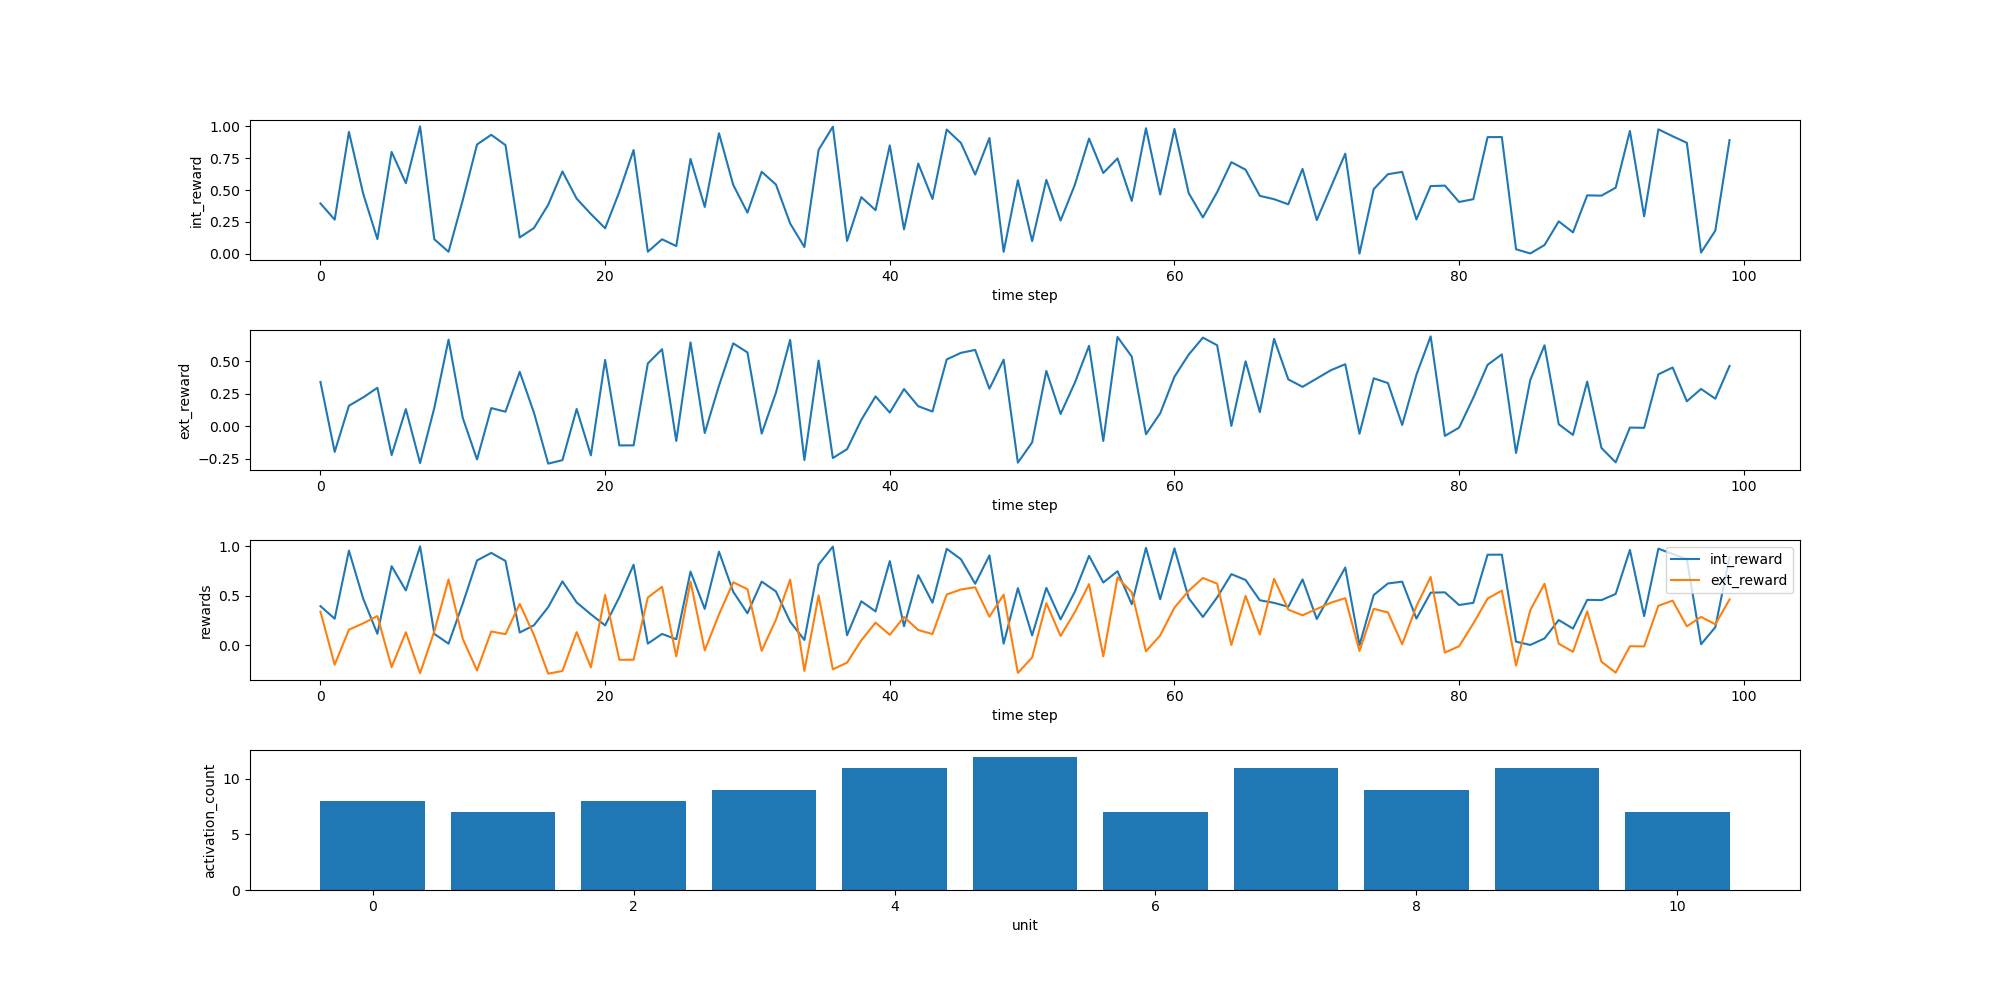 1.00
0.75
0.50
0.25
0.00
int_reward
0 20 40 60 80 100
time step
0.50
0.25
0.00
−0.25
ext_reward
0 20 40 60 80 100
time step
1.0
0.5
0.0
rewards
int_reward
ext_reward
0 20 40 60 80 100
time step
10
5
0
activation_count
0 2 4 6 8 10
unit